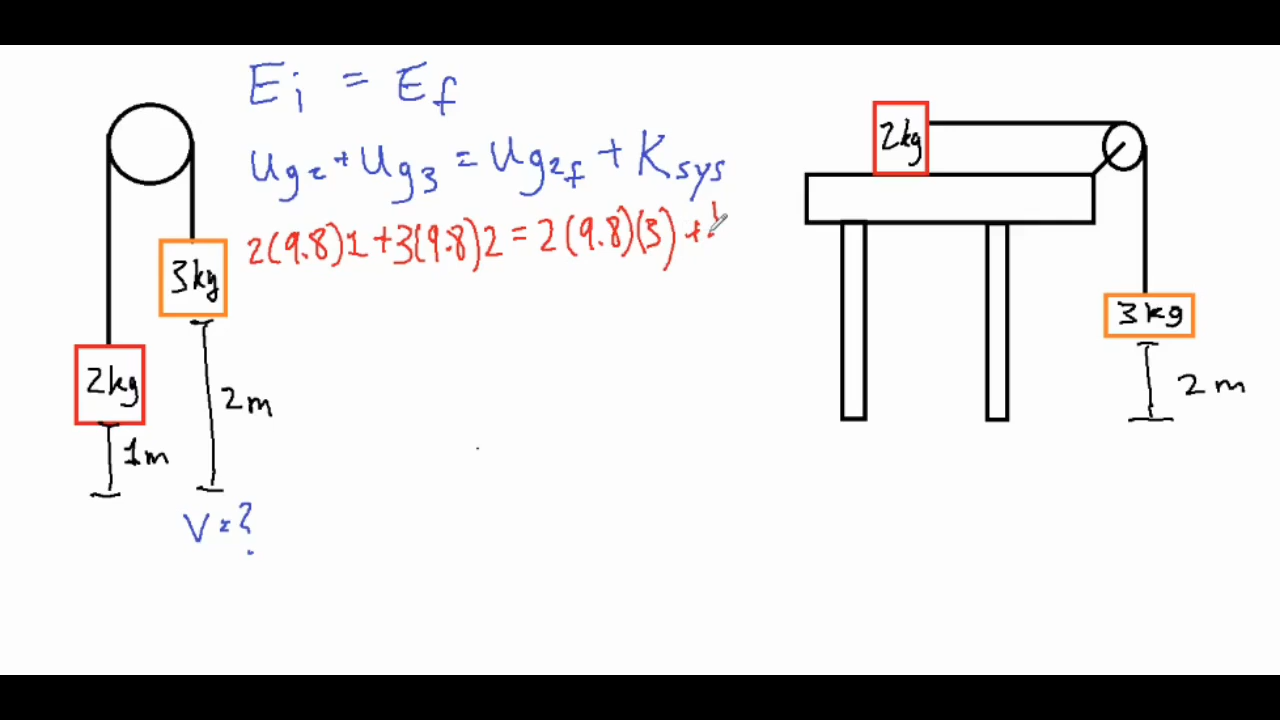 Ei = Ef
Ug2 + Ug3 = Ug2f + Ksys
2(9.8)1 + 3(9.8)2 = 2(9.8)(3) +
3kg
2kg
2m
1m
V = ?
2kg
3kg
2m